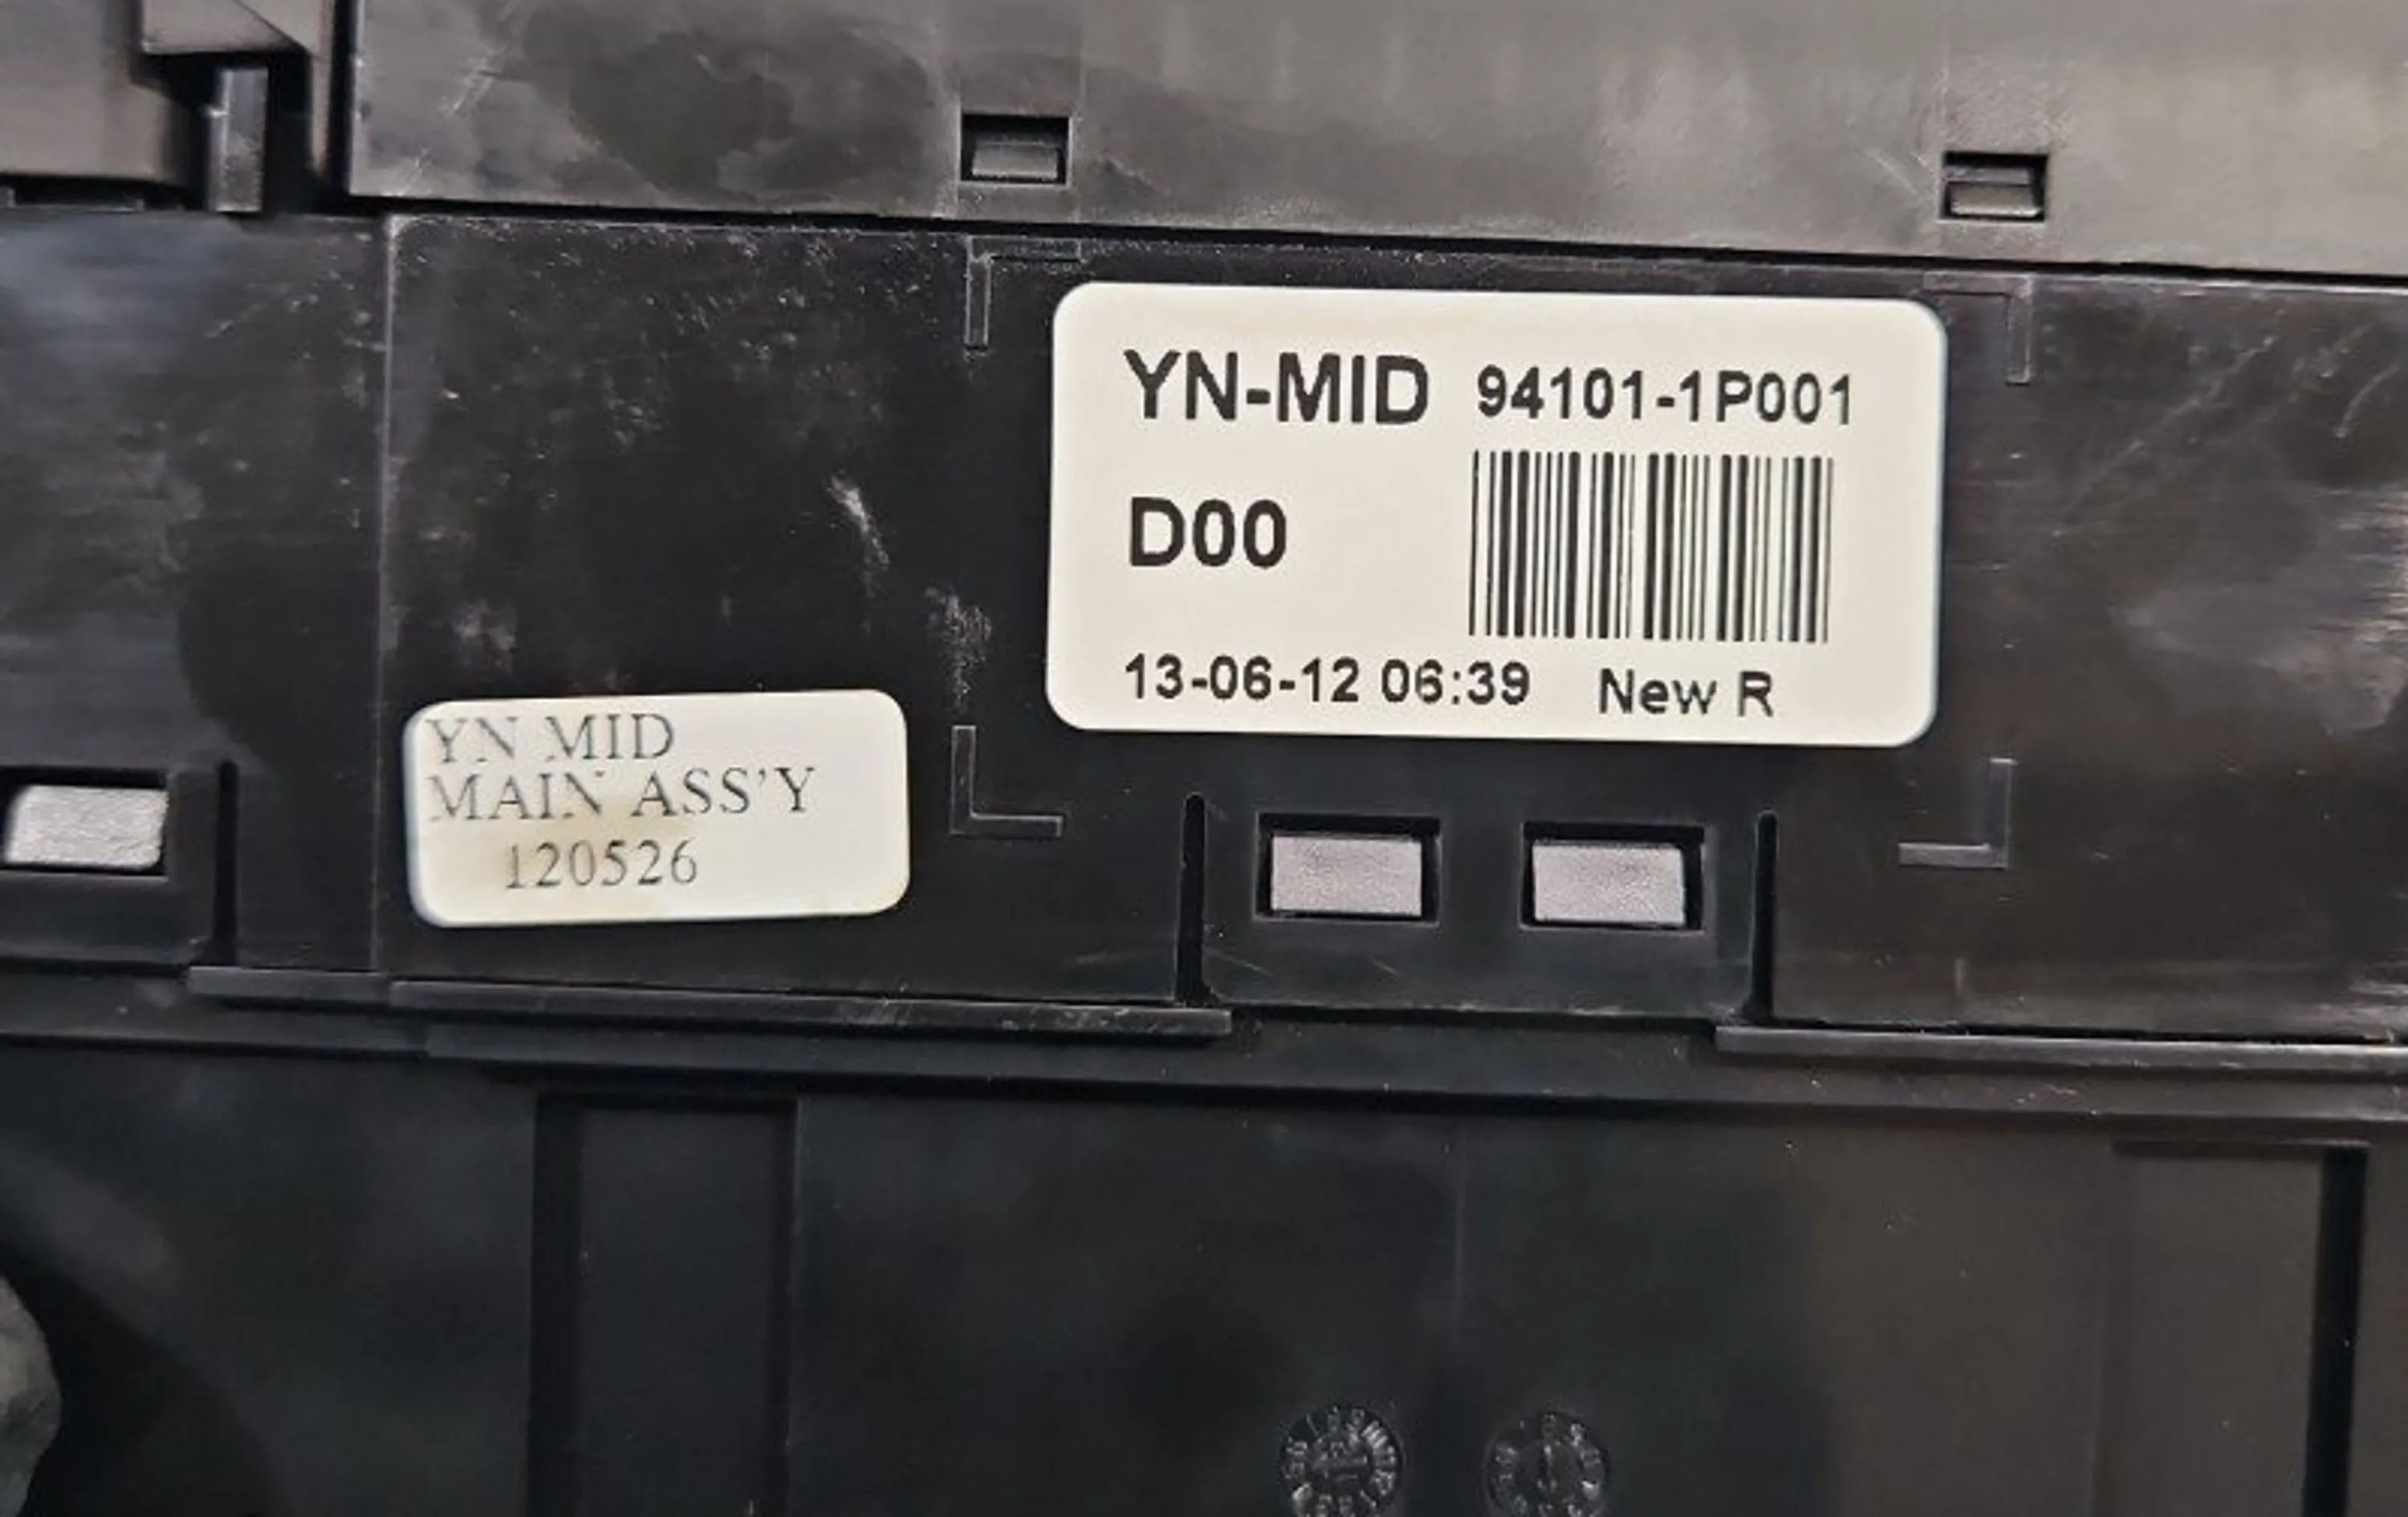 YN-MID 94101-1P001
D00
13-06-12 06:39 New R
YN MID
MAIN ASS'Y
120526